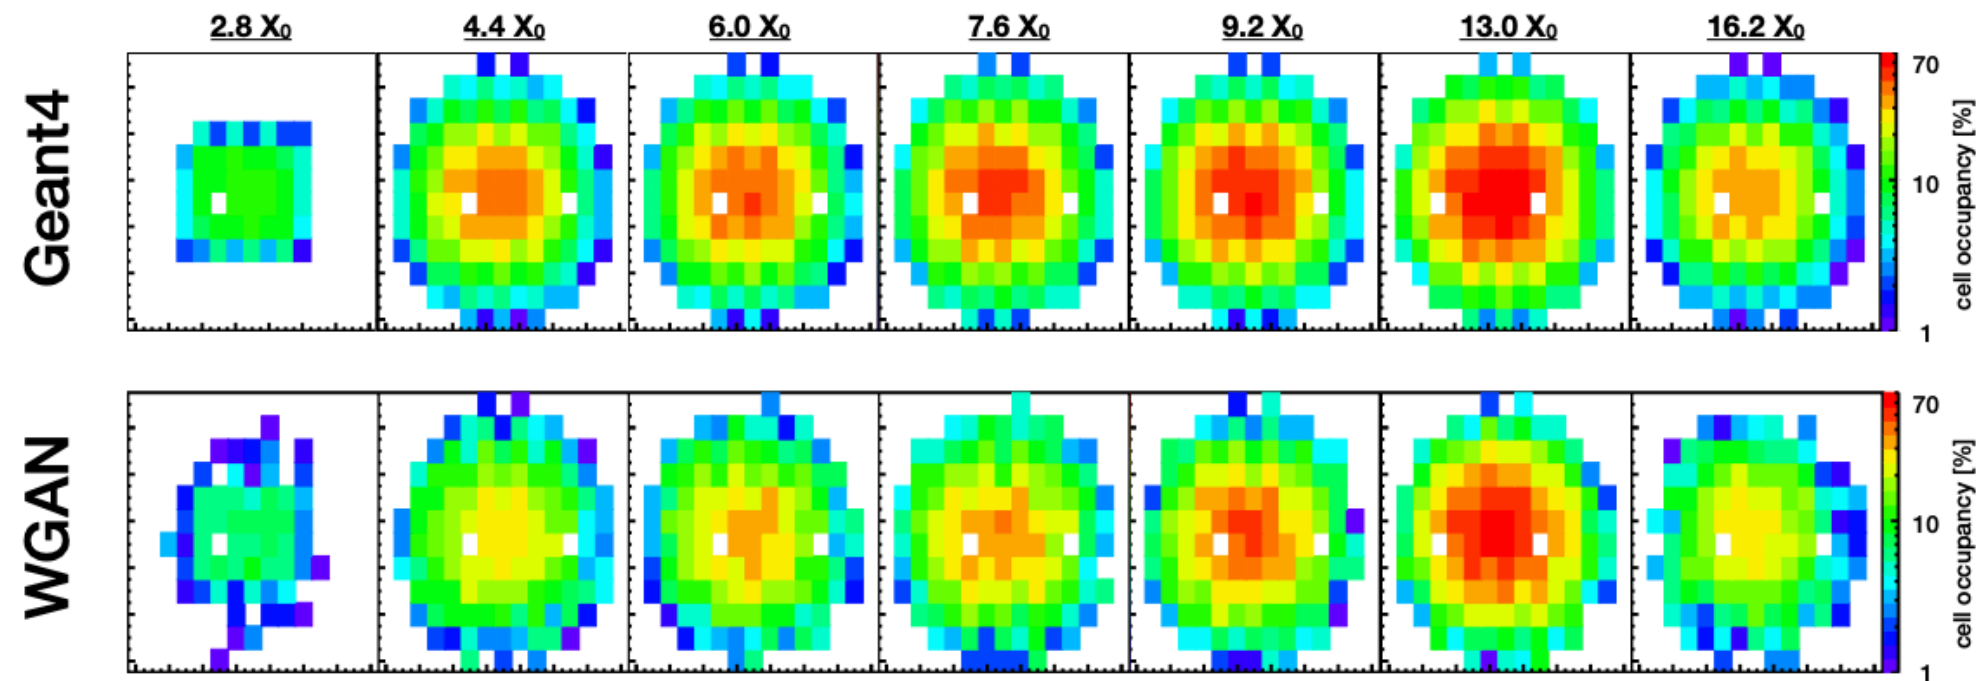 2.8 X₀ 4.4 X₀ 6.0 X₀ 7.6 X₀ 9.2 X₀ 13.0 X₀ 16.2 X₀
Geant4
70
10
1
cell occupancy [%]
WGAN
70
10
1
cell occupancy [%]